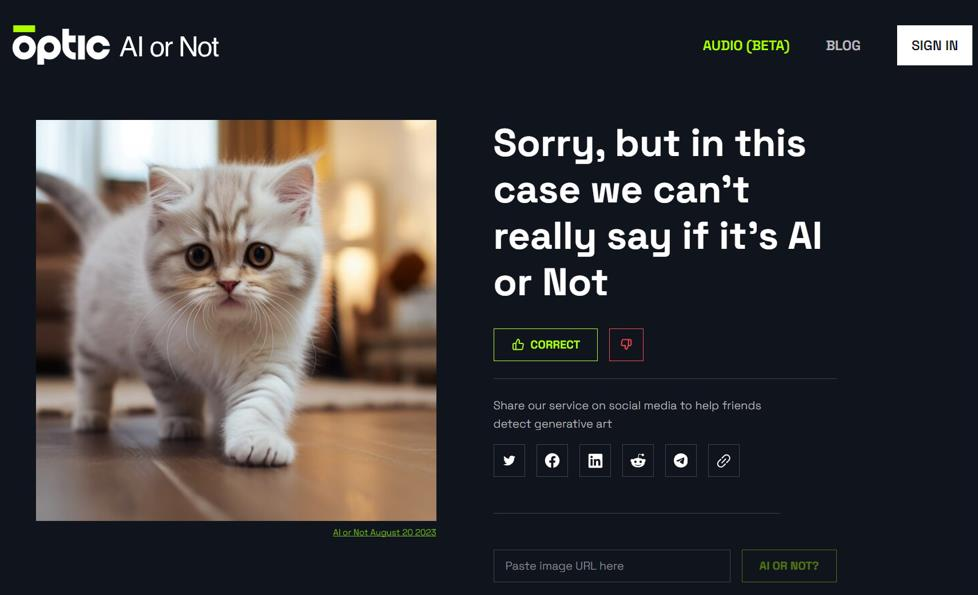 optic AI or Not
AUDIO (BETA)
BLOG
SIGN IN
Sorry, but in this
case we can't
really say if it's AI
or Not
CORRECT
Share our service on social media to help friends
detect generative art
AI or Not August 20 2023
Paste image URL here
AI OR NOT?